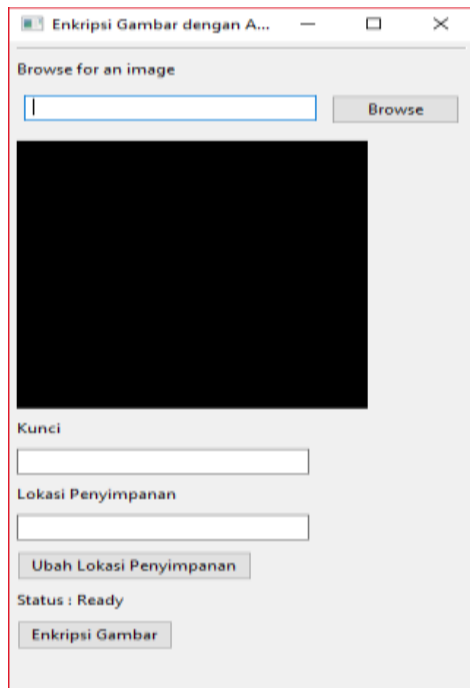 Enkripsi Gambar dengan A...
Browse for an image
Browse
Kunci
Lokasi Penyimpanan
Ubah Lokasi Penyimpanan
Status : Ready
Enkripsi Gambar